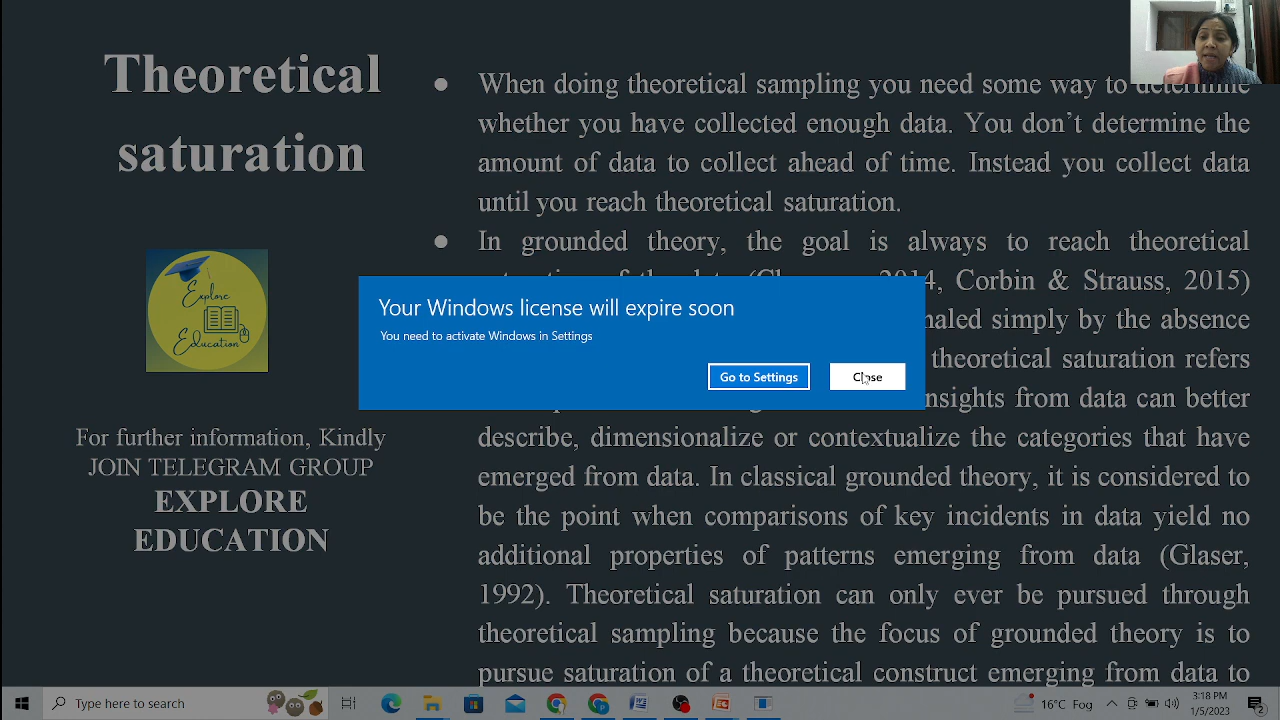 Theoretical
saturation
Explore
Education
For further information, Kindly
JOIN TELEGRAM GROUP
EXPLORE
EDUCATION
● When doing theoretical sampling you need some way to determine
whether you have collected enough data. You don’t determine the
amount of data to collect ahead of time. Instead you collect data
until you reach theoretical saturation.
● In grounded theory, the goal is always to reach theoretical
2014, Corbin & Strauss, 2015)
simply by the absence
theoretical saturation refers
insights from data can better
describe, dimensionalize or contextualize the categories that have
emerged from data. In classical grounded theory, it is considered to
be the point when comparisons of key incidents in data yield no
additional properties of patterns emerging from data (Glaser,
1992). Theoretical saturation can only ever be pursued through
theoretical sampling because the focus of grounded theory is to
pursue saturation of a theoretical construct emerging from data to
Your Windows license will expire soon
You need to activate Windows in Settings
Go to Settings
Close
Type here to search
16°C Fog
3:18 PM
1/5/2023
2